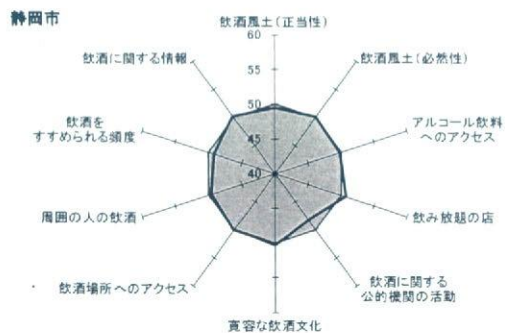 静岡市
飲酒風土(正当性)
60
飲酒に関する情報
飲酒風土(必然性)
55
50
飲酒を
すすめられる頻度
アルコール飲料
へのアクセス
45
40
周囲の人の飲酒
飲み放題の店
飲酒場所へのアクセス
飲酒に関する
公的機関の活動
寛容な飲酒文化